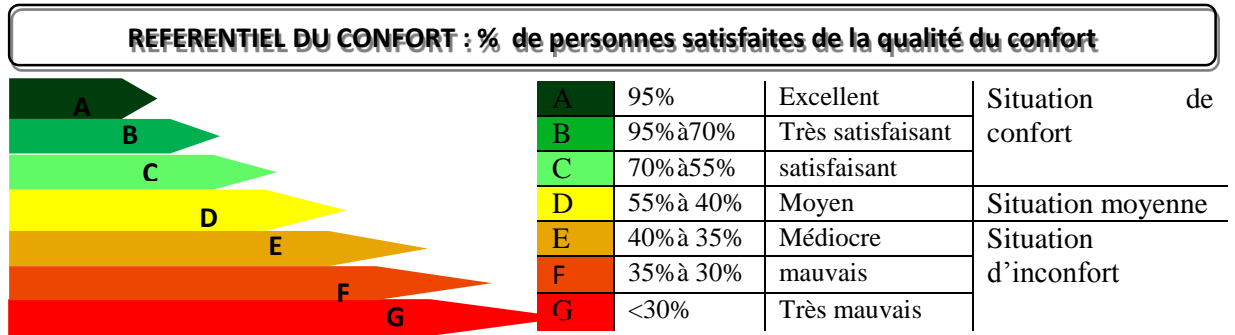 REFERENTIEL DU CONFORT : % de personnes satisfaites de la qualité du confort
A
B
C
D
E
F
G
A 95% Excellent Situation de
B 95%à70% Très satisfaisant confort
C 70%à55% satisfaisant
D 55%à 40% Moyen Situation moyenne
E 40%à 35% Médiocre Situation
F 35%à 30% mauvais d’inconfort
G <30% Très mauvais